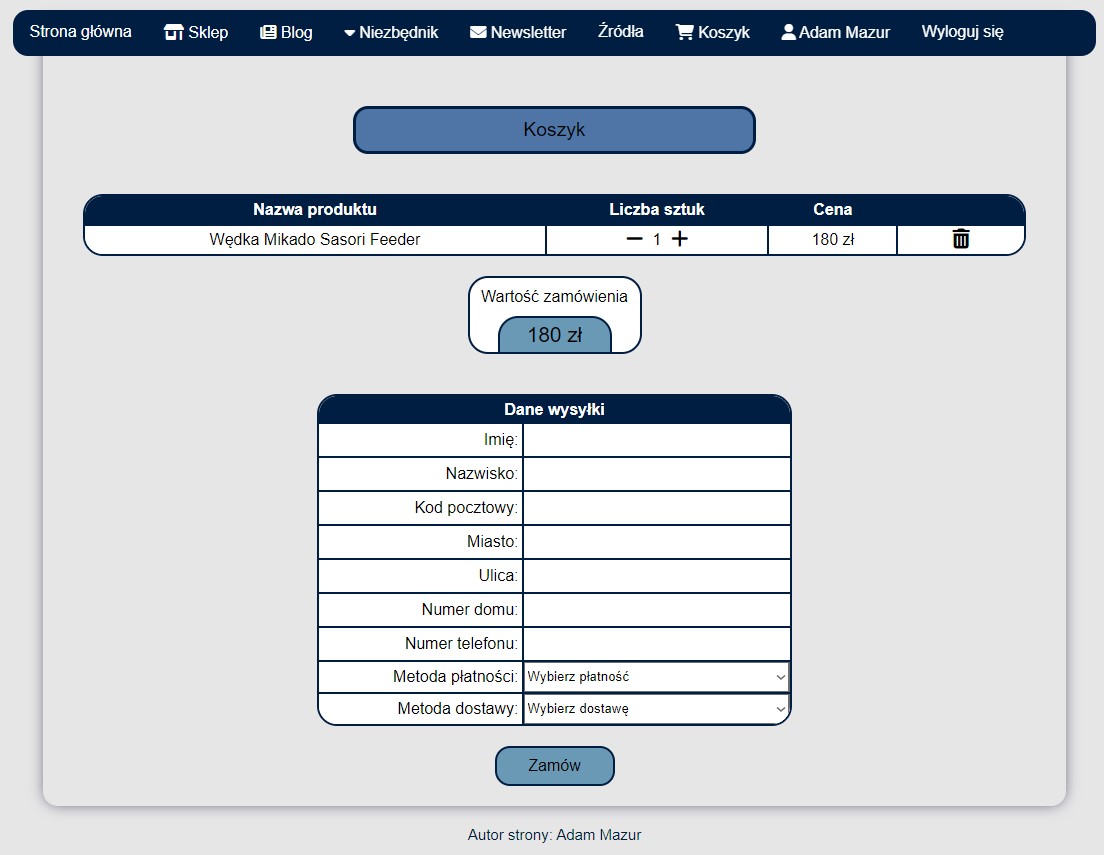 Strona główna Sklep Blog Niezbędnik Newsletter Źródła Koszyk Adam Mazur Wyloguj się
Koszyk
Nazwa produktu Liczba sztuk Cena
Wędka Mikado Sasori Feeder 1 180 zł
Wartość zamówienia
180 zł
Dane wysyłki
Imię:
Nazwisko:
Kod pocztowy:
Miasto:
Ulica:
Numer domu:
Numer telefonu:
Metoda płatności: Wybierz płatność
Metoda dostawy: Wybierz dostawę
Zamów
Autor strony: Adam Mazur